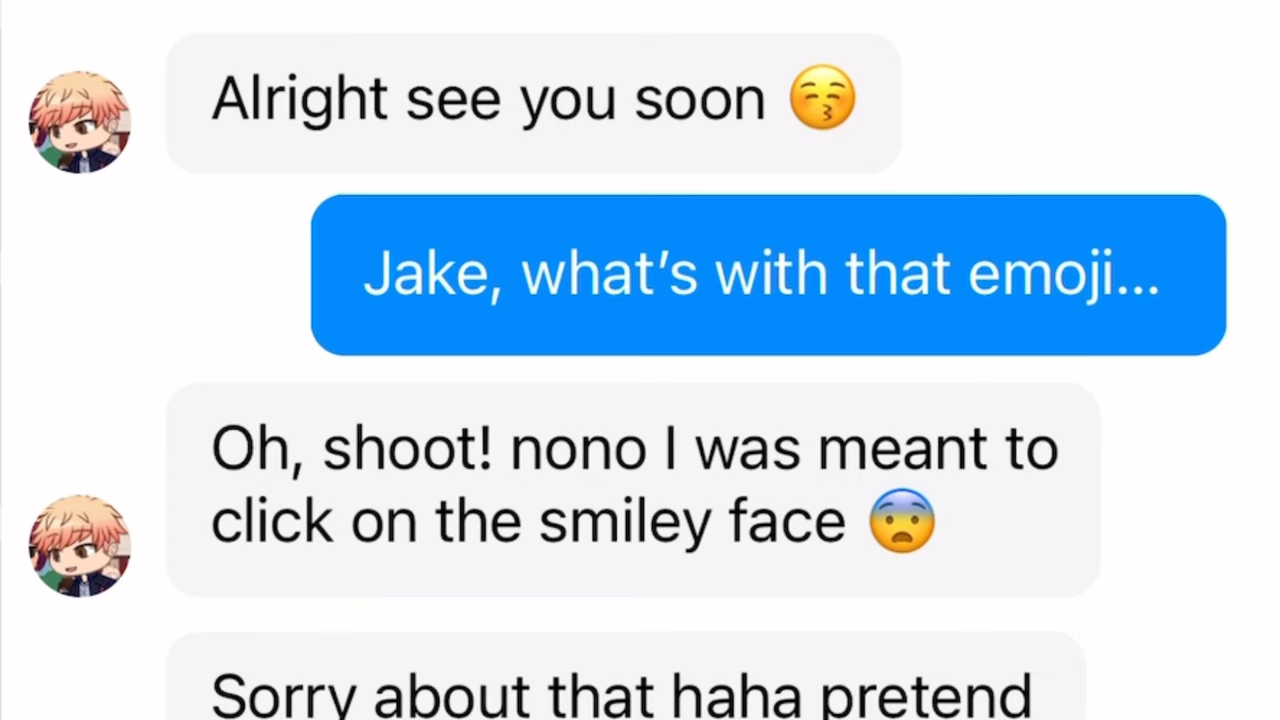 Alright see you soon 😚
Jake, what's with that emoji...
Oh, shoot! nono I was meant to
click on the smiley face 😨
Sorry about that haha pretend